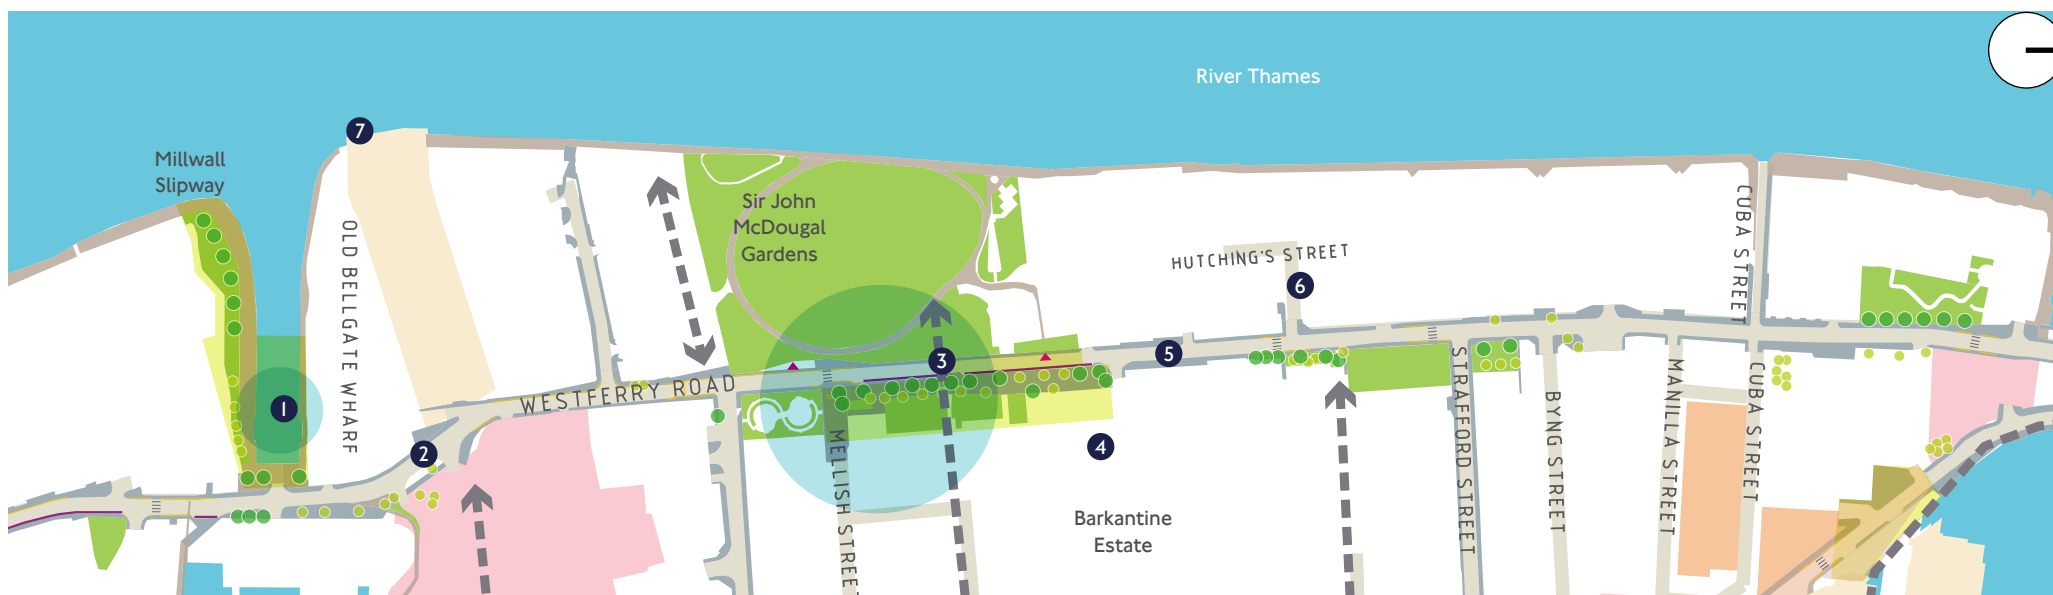 River Thames
7
Millwall
Slipway
OLD BELLGATE WHARF
Sir John
McDougal
Gardens
CUBA STREET
HUTCHING'S STREET
6
5
3
WESTFERRY ROAD
1
2
4
MELLISH STREET
Barkantine
Estate
STRAFFORD STREET
BYNG STREET
MANILLA STREET
CUBA STREET